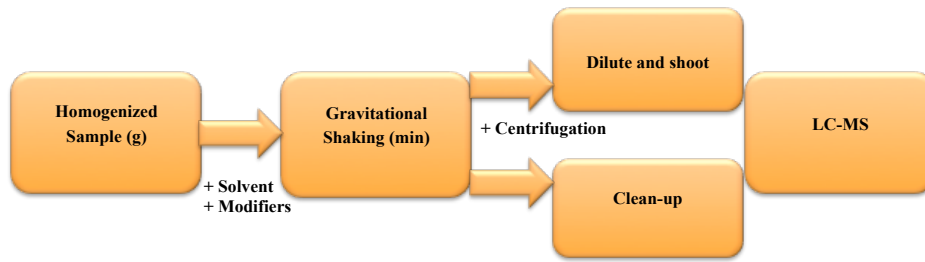 Homogenized
Sample (g)
+ Solvent
+ Modifiers
Gravitational
Shaking (min)
+ Centrifugation
Dilute and shoot
Clean-up
LC-MS